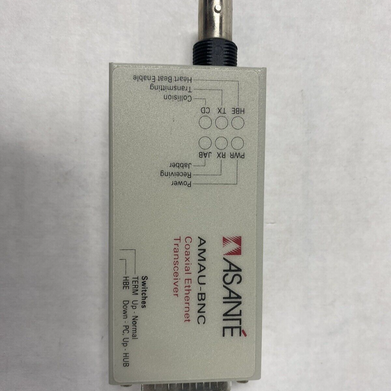 ASANTÉ
AMAU-BNC
Coaxial Ethernet
Transceiver
Switches
TERM Up - Normal
HBE Down - PC, Up - HUB
Power
Receiving
Jabber
PWR RX JAB
HBE TX CD
Collision
Transmitting
Heart Beat Enable